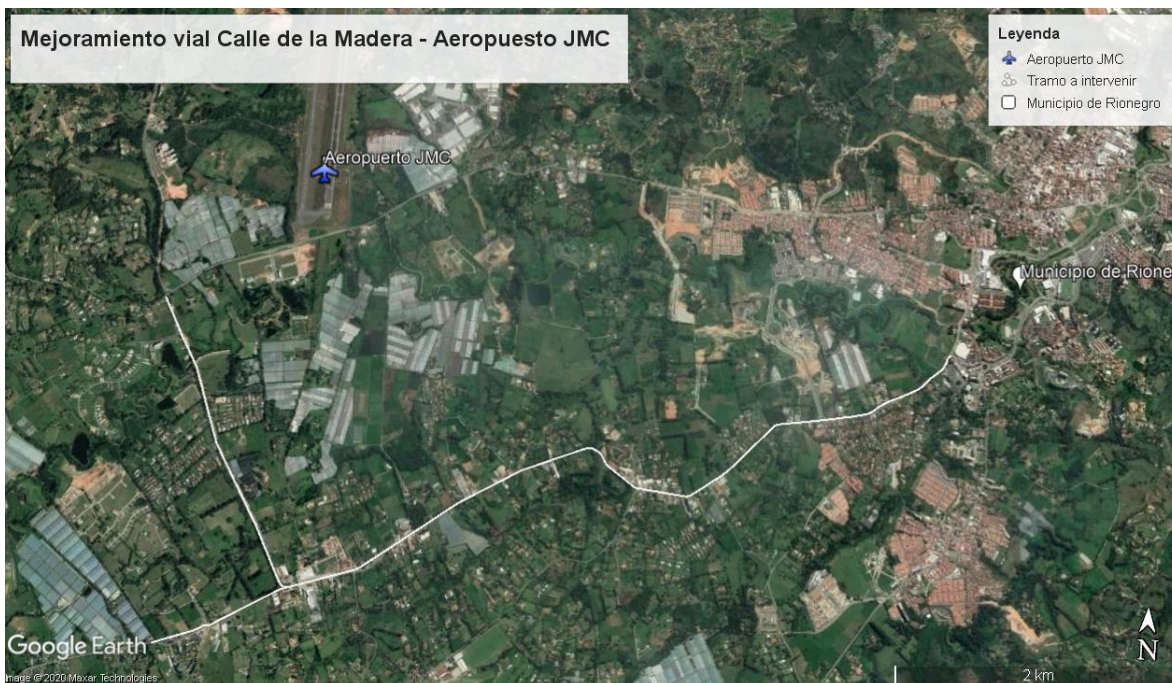 Mejoramiento vial Calle de la Madera - Aeropuesto JMC
Leyenda
Aeropuerto JMC
Tramo a intervenir
Municipio de Rionegro
Aeropuerto JMC
Municipio de Rione
Google Earth
Image © 2020 Maxar Technologies
N
2 km